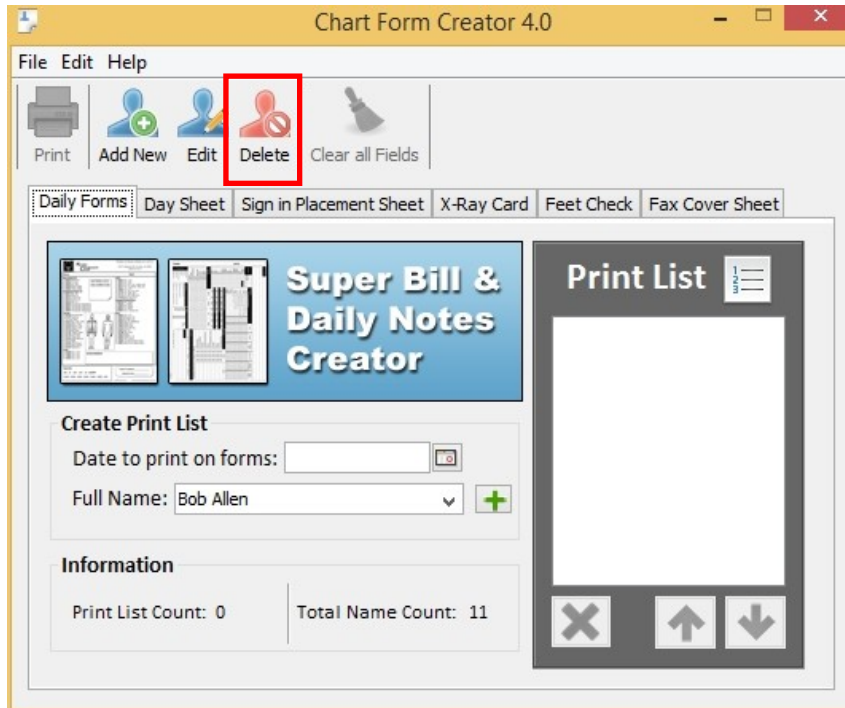 Chart Form Creator 4.0
File Edit Help
Print Add New Edit Delete Clear all Fields
Daily Forms Day Sheet Sign in Placement Sheet X-Ray Card Feet Check Fax Cover Sheet
Super Bill &
Daily Notes
Creator
Print List
Create Print List
Date to print on forms:
Full Name: Bob Allen
Information
Print List Count: 0 Total Name Count: 11